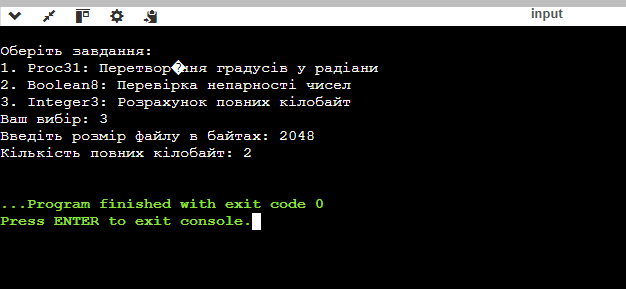 input
Оберіть завдання:
1. Proc31: Перетвор�ння градусів у радіани
2. Boolean8: Перевірка непарності чисел
3. Integer3: Розрахунок повних кілобайт
Ваш вибір: 3
Введіть розмір файлу в байтах: 2048
Кількість повних кілобайт: 2
...Program finished with exit code 0
Press ENTER to exit console.